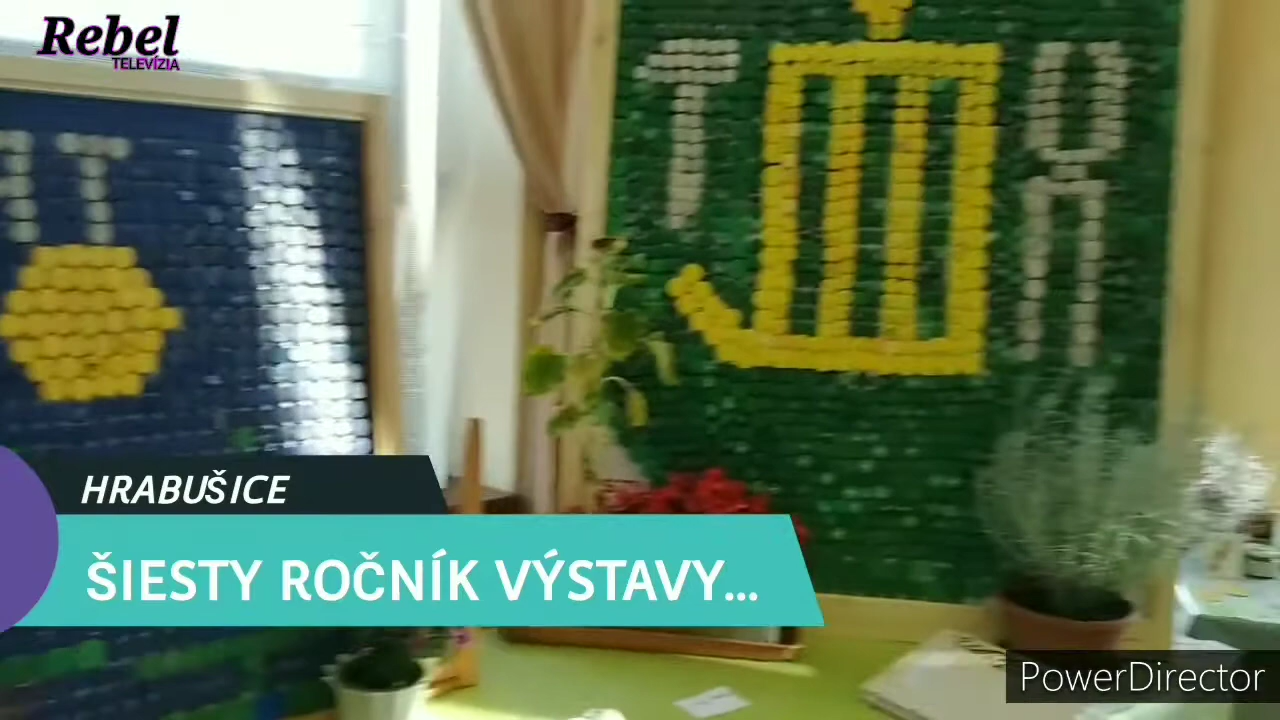 Rebel
TELEVÍZIA
HRABUŠICE
ŠIESTY ROČNÍK VÝSTAVY...
PowerDirector